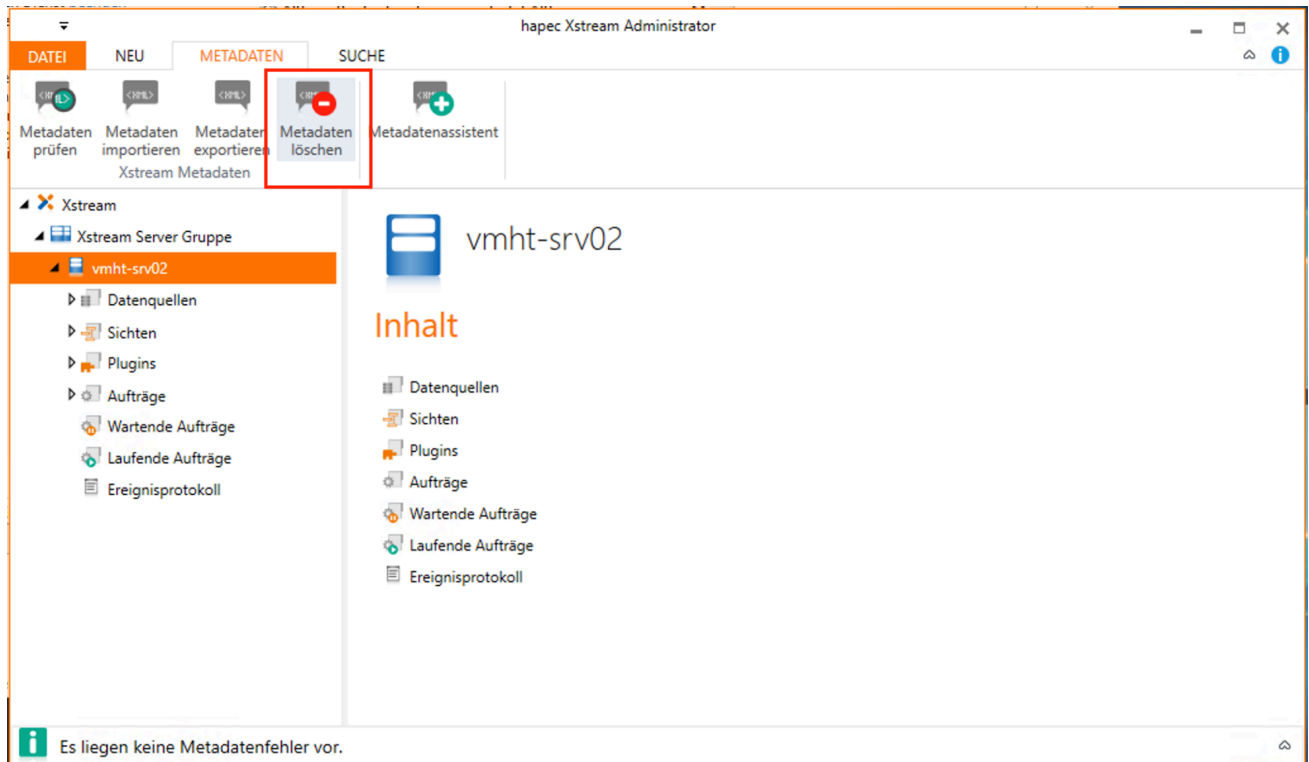 hapec Xstream Administrator
DATEI NEU METADATEN SUCHE
Metadaten prüfen
Metadaten importieren
Metadaten exportieren
Metadaten löschen
Metadatenassistent
Xstream Metadaten
Xstream
Xstream Server Gruppe
vmht-srv02
Datenquellen
Sichten
Plugins
Aufträge
Wartende Aufträge
Laufende Aufträge
Ereignisprotokoll
vmht-srv02
Inhalt
Datenquellen
Sichten
Plugins
Aufträge
Wartende Aufträge
Laufende Aufträge
Ereignisprotokoll
Es liegen keine Metadatenfehler vor.